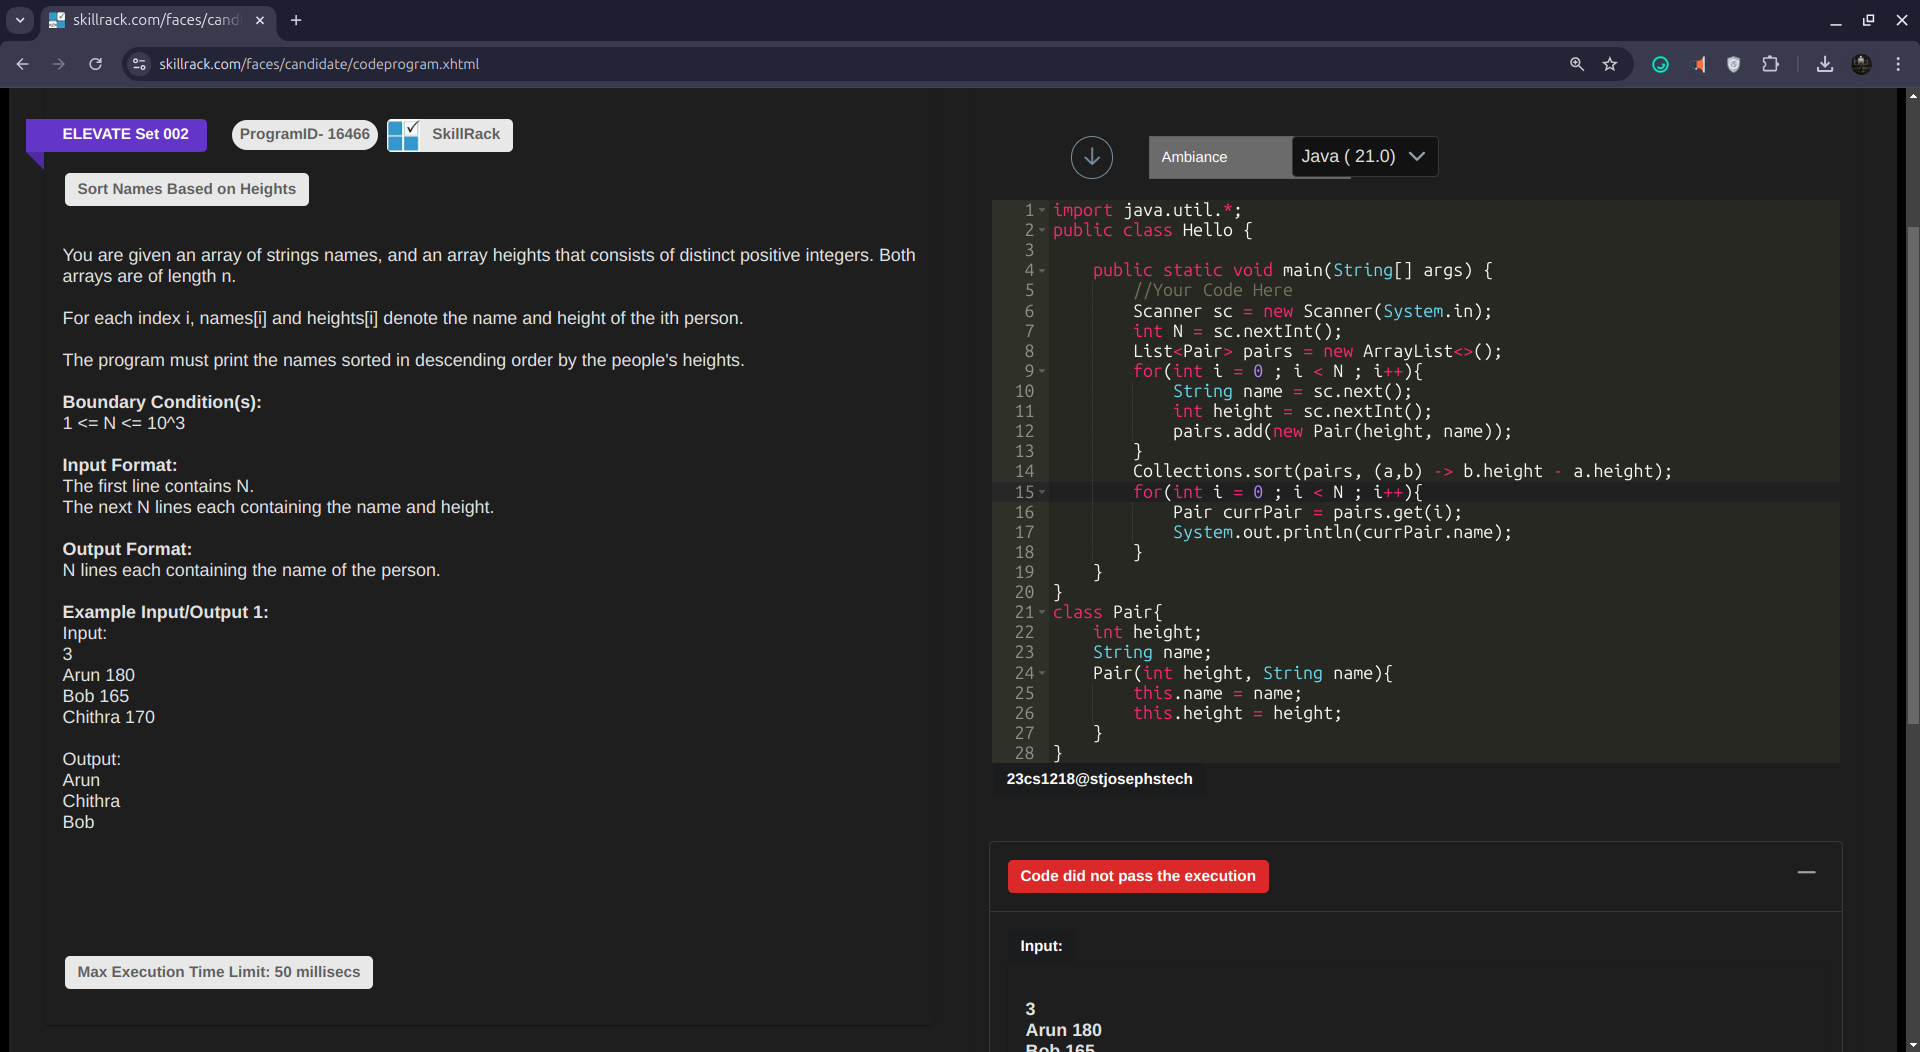 skillrack.com/faces/cand
skillrack.com/faces/candidate/codeprogram.xhtml
ELEVATE Set 002
ProgramID- 16466
SkillRack
Sort Names Based on Heights
You are given an array of strings names, and an array heights that consists of distinct positive integers. Both
arrays are of length n.
For each index i, names[i] and heights[i] denote the name and height of the ith person.
The program must print the names sorted in descending order by the people's heights.
Boundary Condition(s):
1 <= N <= 10^3
Input Format:
The first line contains N.
The next N lines each containing the name and height.
Output Format:
N lines each containing the name of the person.
Example Input/Output 1:
Input:
3
Arun 180
Bob 165
Chithra 170
Output:
Arun
Chithra
Bob
Max Execution Time Limit: 50 millisecs
Ambiance
Java ( 21.0)
1 import java.util.*;
2 public class Hello {
3
4     public static void main(String[] args) {
5         //Your Code Here
6         Scanner sc = new Scanner(System.in);
7         int N = sc.nextInt();
8         List<Pair> pairs = new ArrayList<>();
9         for(int i = 0 ; i < N ; i++){
10             String name = sc.next();
11             int height = sc.nextInt();
12             pairs.add(new Pair(height, name));
13         }
14         Collections.sort(pairs, (a,b) -> b.height - a.height);
15         for(int i = 0 ; i < N ; i++){
16             Pair currPair = pairs.get(i);
17             System.out.println(currPair.name);
18         }
19     }
20 }
21 class Pair{
22     int height;
23     String name;
24     Pair(int height, String name){
25         this.name = name;
26         this.height = height;
27     }
28 }
23cs1218@stjosephstech
Code did not pass the execution
Input:
3
Arun 180
Bob 165